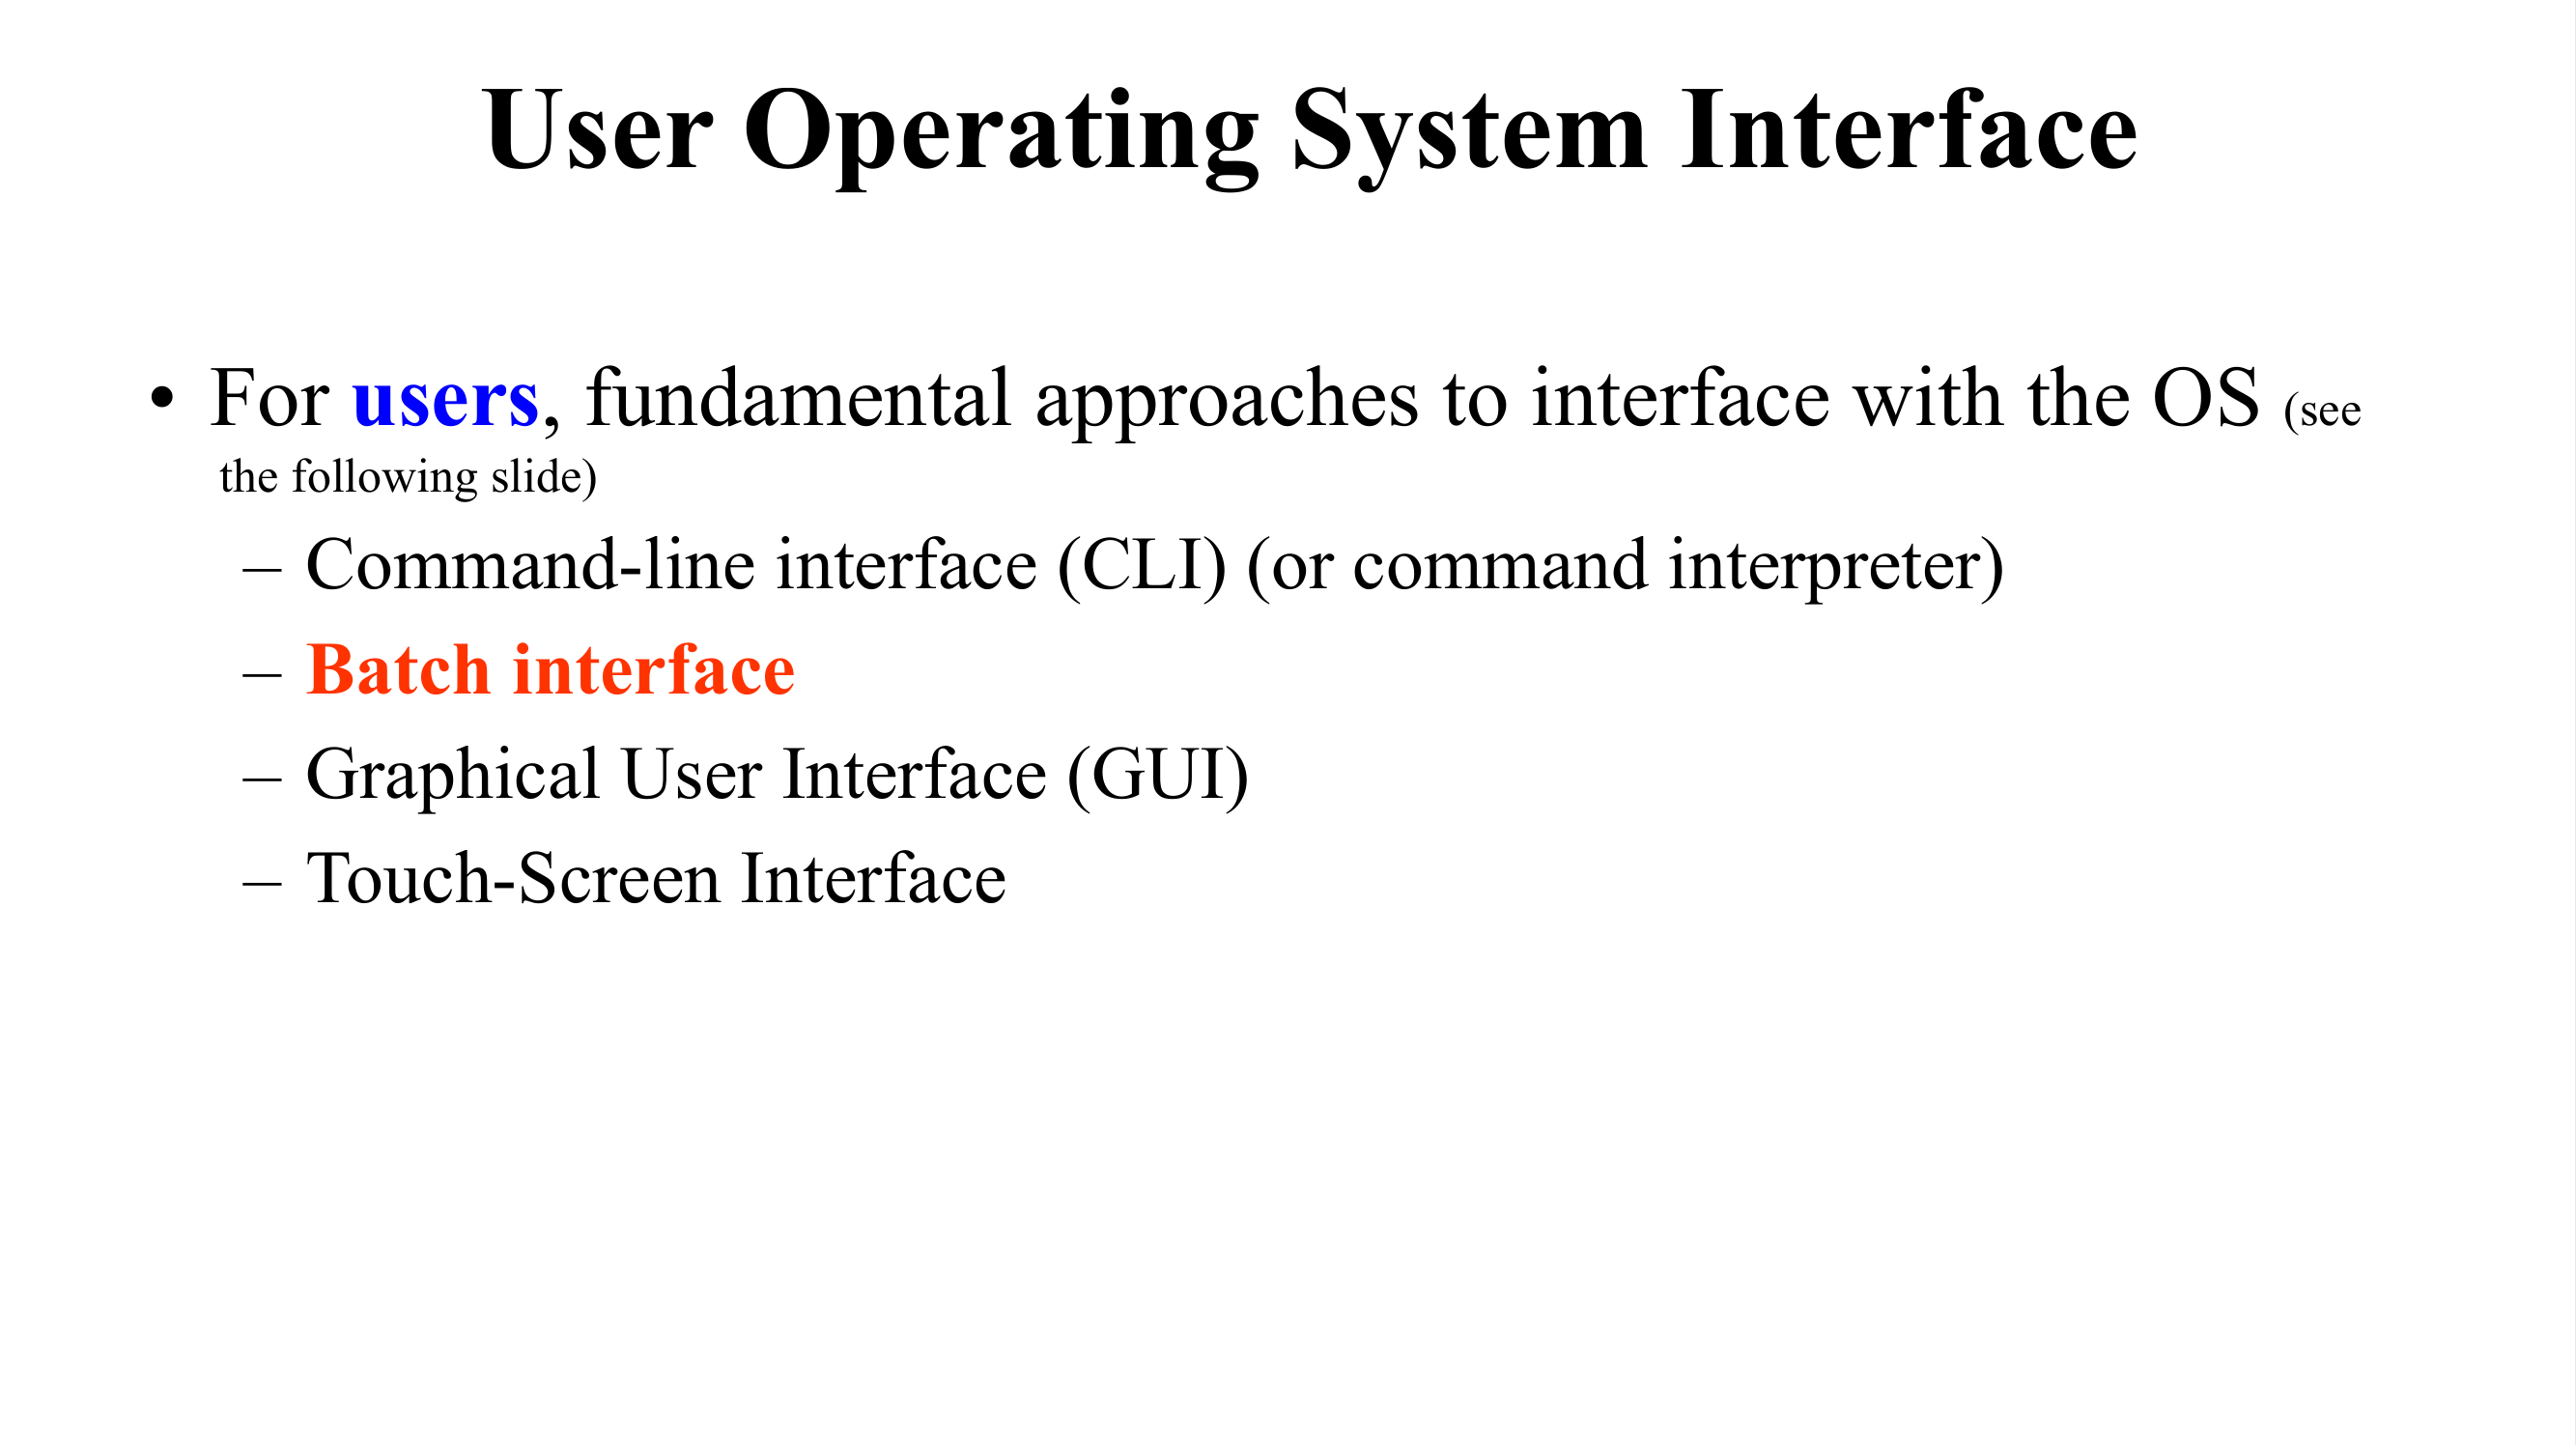 User Operating System Interface
• For users, fundamental approaches to interface with the OS (see
the following slide)
– Command-line interface (CLI) (or command interpreter)
– Batch interface
– Graphical User Interface (GUI)
– Touch-Screen Interface